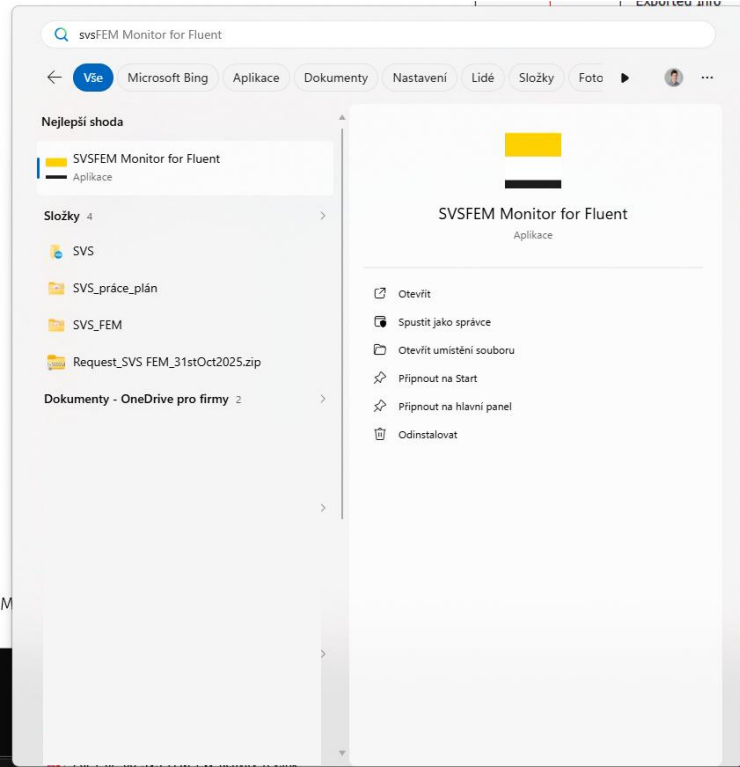 Exported Info
svsFEM Monitor for Fluent
Vše
Microsoft Bing
Aplikace
Dokumenty
Nastavení
Lidé
Složky
Foto
Nejlepší shoda
SVSFEM Monitor for Fluent
Aplikace
Složky 4
SVS
SVS_práce_plán
SVS_FEM
Request_SVS FEM_31stOct2025.zip
Dokumenty - OneDrive pro firmy 2
SVSFEM Monitor for Fluent
Aplikace
Otevřít
Spustit jako správce
Otevřít umístění souboru
Připnout na Start
Připnout na hlavní panel
Odinstalovat
M